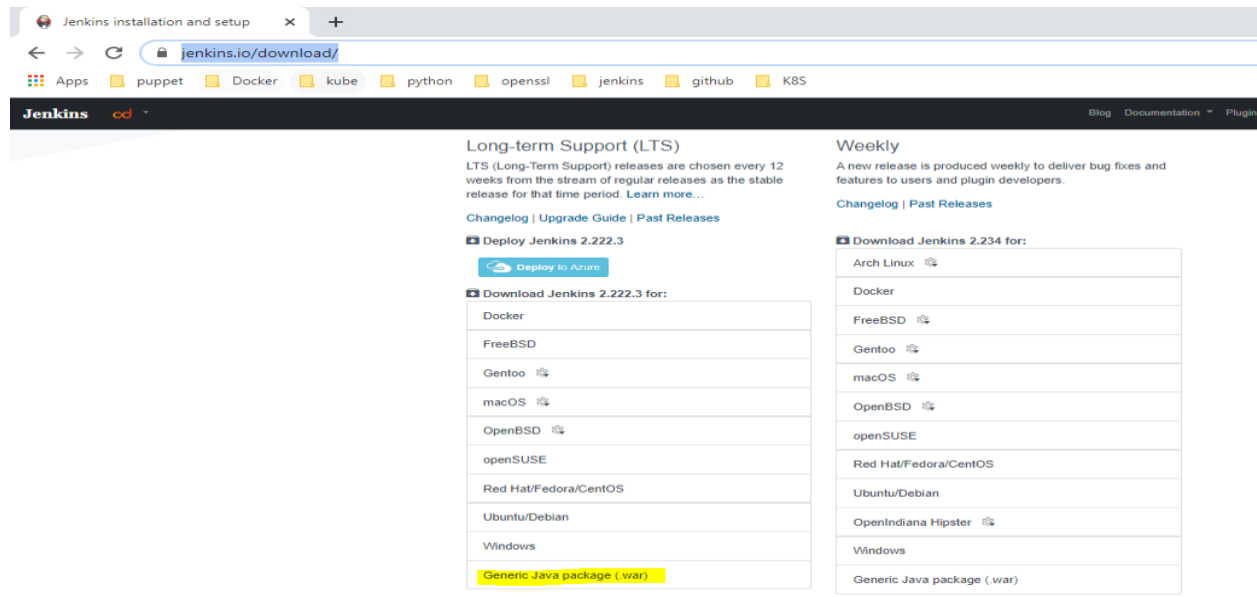 Jenkins installation and setup
jenkins.io/download/
Apps puppet Docker kube python openssl jenkins github K8S
Jenkins cd Blog Documentation Plugin
Long-term Support (LTS)
LTS (Long-Term Support) releases are chosen every 12
weeks from the stream of regular releases as the stable
release for that time period. Learn more...
Changelog | Upgrade Guide | Past Releases
Deploy Jenkins 2.222.3
Deploy to Azure
Download Jenkins 2.222.3 for:
Docker
FreeBSD
Gentoo
macOS
OpenBSD
openSUSE
Red Hat/Fedora/CentOS
Ubuntu/Debian
Windows
Generic Java package (.war)
Weekly
A new release is produced weekly to deliver bug fixes and
features to users and plugin developers.
Changelog | Past Releases
Download Jenkins 2.234 for:
Arch Linux
Docker
FreeBSD
Gentoo
macOS
OpenBSD
openSUSE
Red Hat/Fedora/CentOS
Ubuntu/Debian
OpenIndiana Hipster
Windows
Generic Java package (.war)